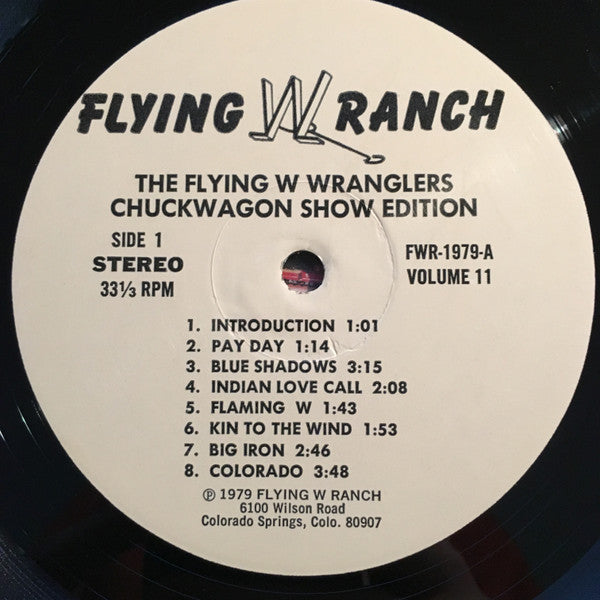 FLYING W RANCH
THE FLYING W WRANGLERS
CHUCKWAGON SHOW EDITION
SIDE 1
STEREO
33⅓ RPM
FWR-1979-A
VOLUME 11
1. INTRODUCTION 1:01
2. PAY DAY 1:14
3. BLUE SHADOWS 3:15
4. INDIAN LOVE CALL 2:08
5. FLAMING W 1:43
6. KIN TO THE WIND 1:53
7. BIG IRON 2:46
8. COLORADO 3:48
℗ 1979 FLYING W RANCH
6100 Wilson Road
Colorado Springs, Colo. 80907